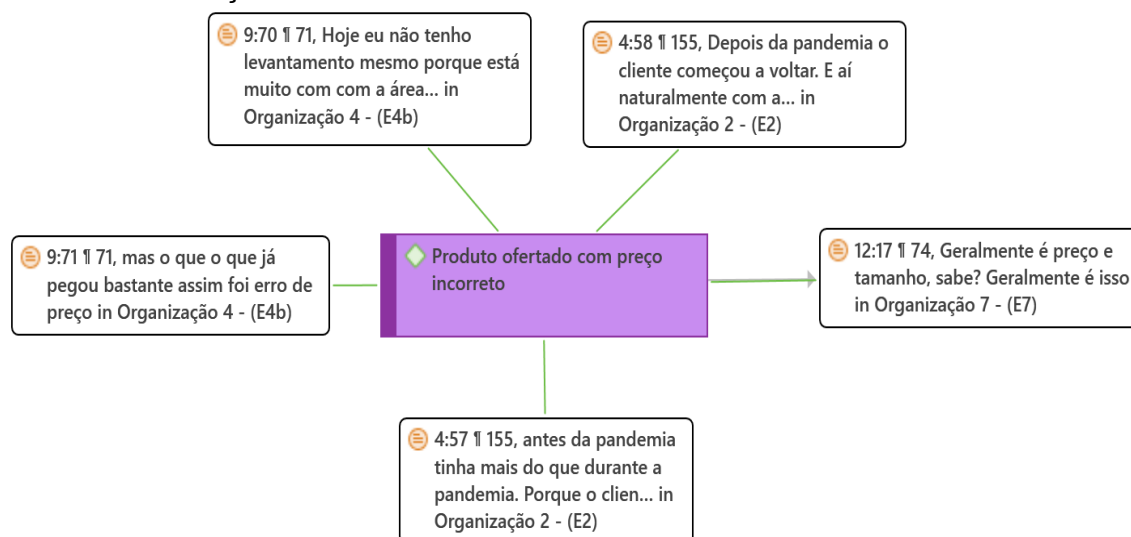 9:70 ¶ 71, Hoje eu não tenho
levantamento mesmo porque está
muito com com a área... in
Organização 4 - (E4b)
4:58 ¶ 155, Depois da pandemia o
cliente começou a voltar. E aí
naturalmente com a... in
Organização 2 - (E2)
9:71 ¶ 71, mas o que o que já
pegou bastante assim foi erro de
preço in Organização 4 - (E4b)
Produto ofertado com preço
incorreto
12:17 ¶ 74, Geralmente é preço e
tamanho, sabe? Geralmente é isso
in Organização 7 - (E7)
4:57 ¶ 155, antes da pandemia
tinha mais do que durante a
pandemia. Porque o clien... in
Organização 2 - (E2)